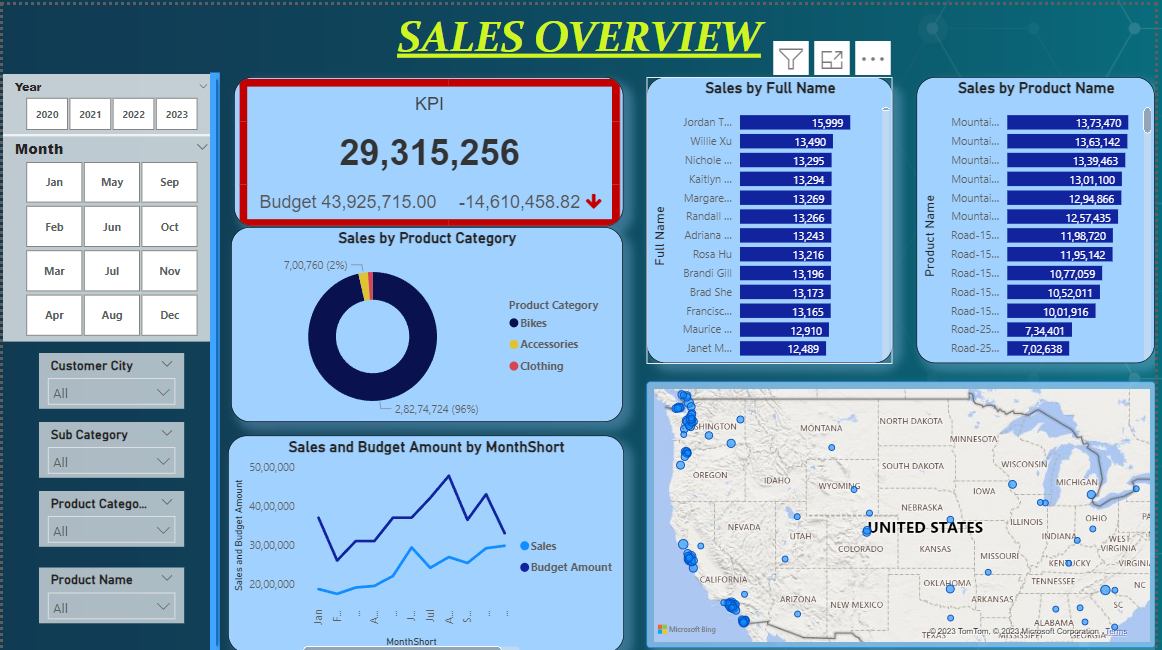 SALES OVERVIEW
Year
2020
2021
2022
2023
Month
Jan
May
Sep
Feb
Jun
Oct
Mar
Jul
Nov
Apr
Aug
Dec
Customer City
All
Sub Category
All
Product Catego...
All
Product Name
All
KPI
29,315,256
Budget 43,925,715.00 -14,610,458.82
Sales by Product Category
7,00,760 (2%)
2,82,74,724 (96%)
Product Category
Bikes
Accessories
Clothing
Sales and Budget Amount by MonthShort
Sales and Budget Amount
50,00,000
40,00,000
30,00,000
20,00,000
Jan
F...
...
A...
...
J...
Jul
A...
S...
...
...
MonthShort
Sales
Budget Amount
Sales by Full Name
Full Name
Jordan T... 15,999
Willie Xu 13,490
Nichole ... 13,295
Kaitlyn ... 13,294
Margare... 13,269
Randall ... 13,266
Adriana ... 13,243
Rosa Hu 13,216
Brandi Gill 13,196
Brad She 13,173
Francisc... 13,165
Maurice ... 12,910
Janet M... 12,489
Sales by Product Name
Product Name
Mountai... 13,73,470
Mountai... 13,63,142
Mountai... 13,39,463
Mountai... 13,01,100
Mountai... 12,94,866
Mountai... 12,57,435
Road-15... 11,98,720
Road-15... 11,95,142
Road-15... 10,77,059
Road-15... 10,52,011
Road-15... 10,01,916
Road-25... 7,34,401
Road-25... 7,02,638
SHINGTON
MONTANA
NORTH DAKOTA
MINNESOTA
OREGON
IDAHO
SOUTH DAKOTA
WISCONSIN
WYOMING
MICHIGAN
IOWA
NEBRASKA
NEVADA
UTAH
UNITED STATES
ILLINOIS
OHIO
PA
COLORADO
KANSAS
INDIANA
WEST
VIRGINIA
MISSOURI
KENTUCKY
VIRGINI
CALIFORNIA
OKLAHOMA
TENNESSEE
NC
ARIZONA
NEW MEXICO
ARKANSAS
SC
ALABAMA
TEXAS
MISSISSIPPI
GEORGIA
Microsoft Bing
© 2023 TomTom, © 2023 Microsoft Corporation Terms